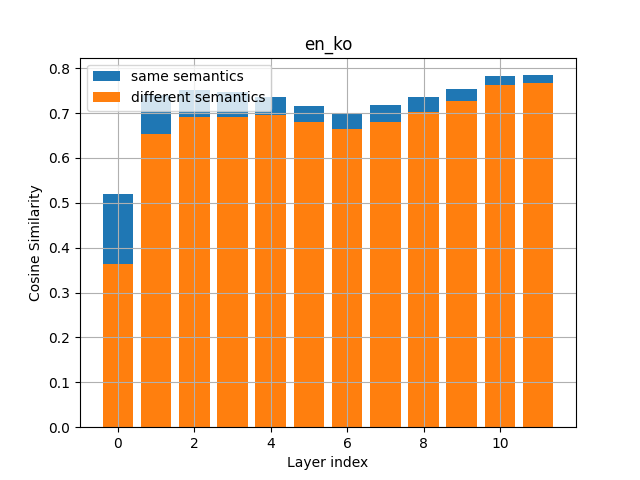 en_ko
same semantics
different semantics
Cosine Similarity
0.8
0.7
0.6
0.5
0.4
0.3
0.2
0.1
0.0
0 2 4 6 8 10
Layer index